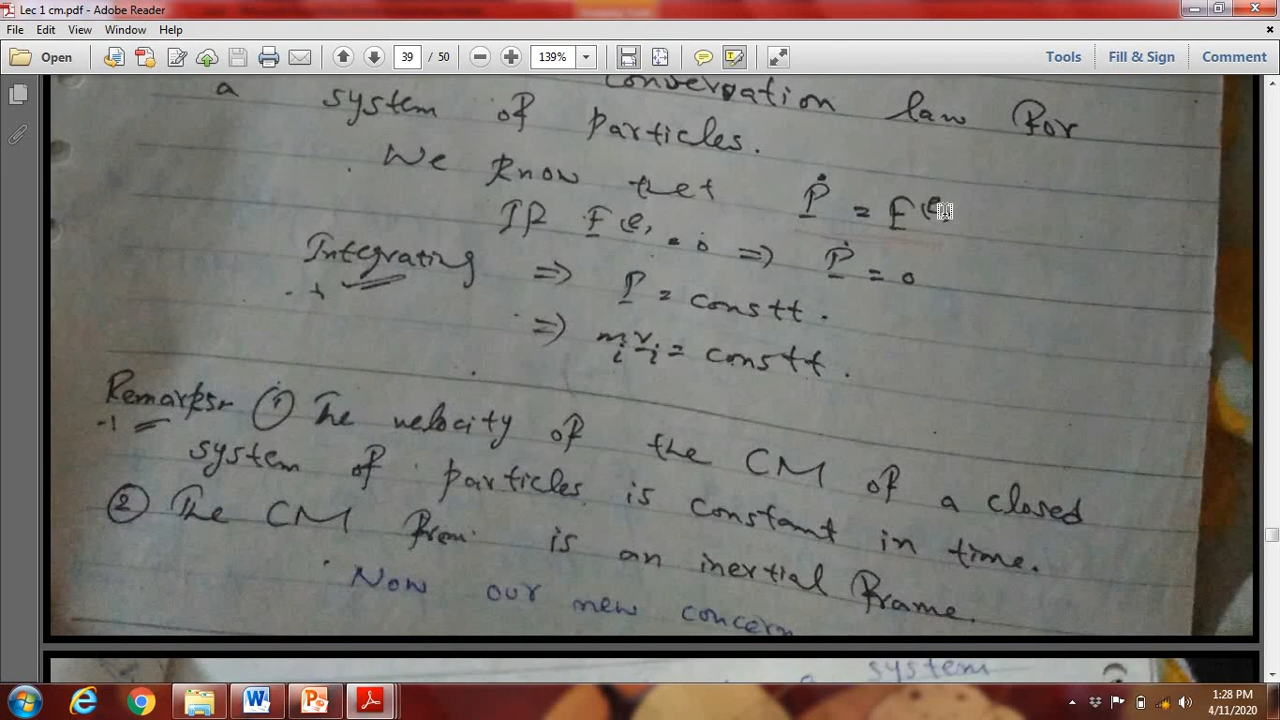 Lec 1 cm.pdf - Adobe Reader
File Edit View Window Help
Open 39 / 50 139% Tools Fill & Sign Comment
Conservation law for
a system of particles.
We know that Ṗ = F(e)
If F(e) = 0 => Ṗ = 0
Integrating => P = constt.
=> mᵢvᵢ = constt.
Remarks:- ① The velocity of the CM of a closed
system of particles is constant in time.
② The CM is an inertial frame.
Now our new concern
a system
1:28 PM
4/11/2020